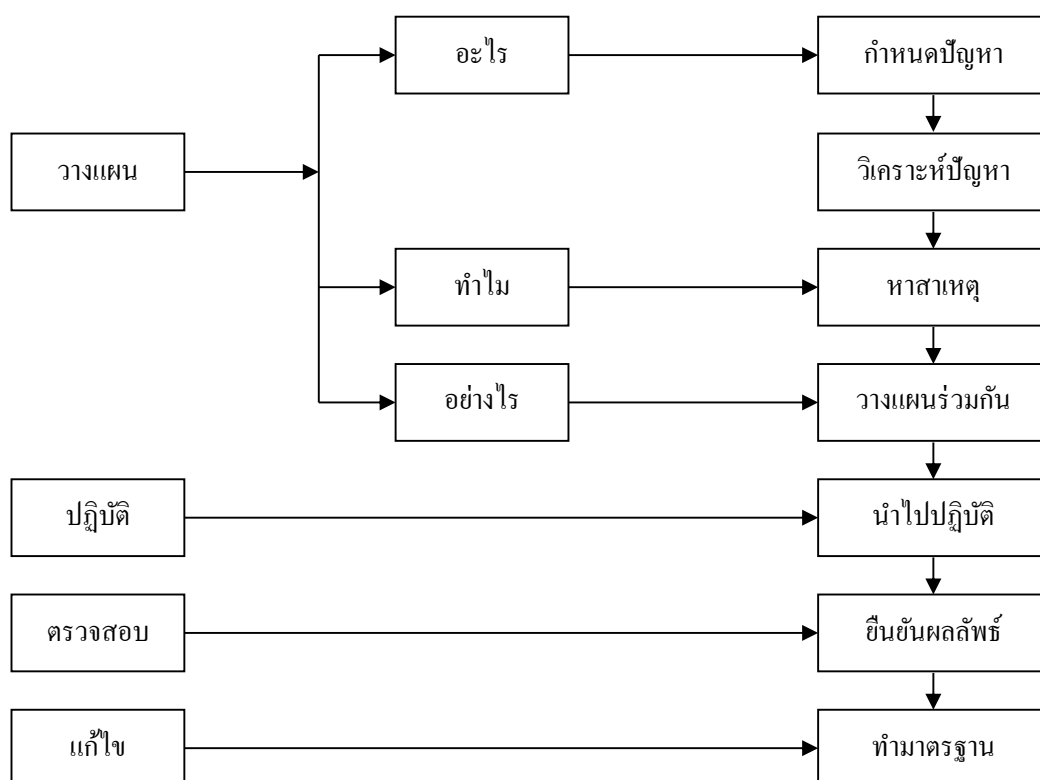 อะไร
กำหนดปัญหา
วางแผน
วิเคราะห์ปัญหา
ทำไม
หาสาเหตุ
อย่างไร
วางแผนร่วมกัน
ปฏิบัติ
นำไปปฏิบัติ
ตรวจสอบ
ยืนยันผลลัพธ์
แก้ไข
ทำมาตรฐาน